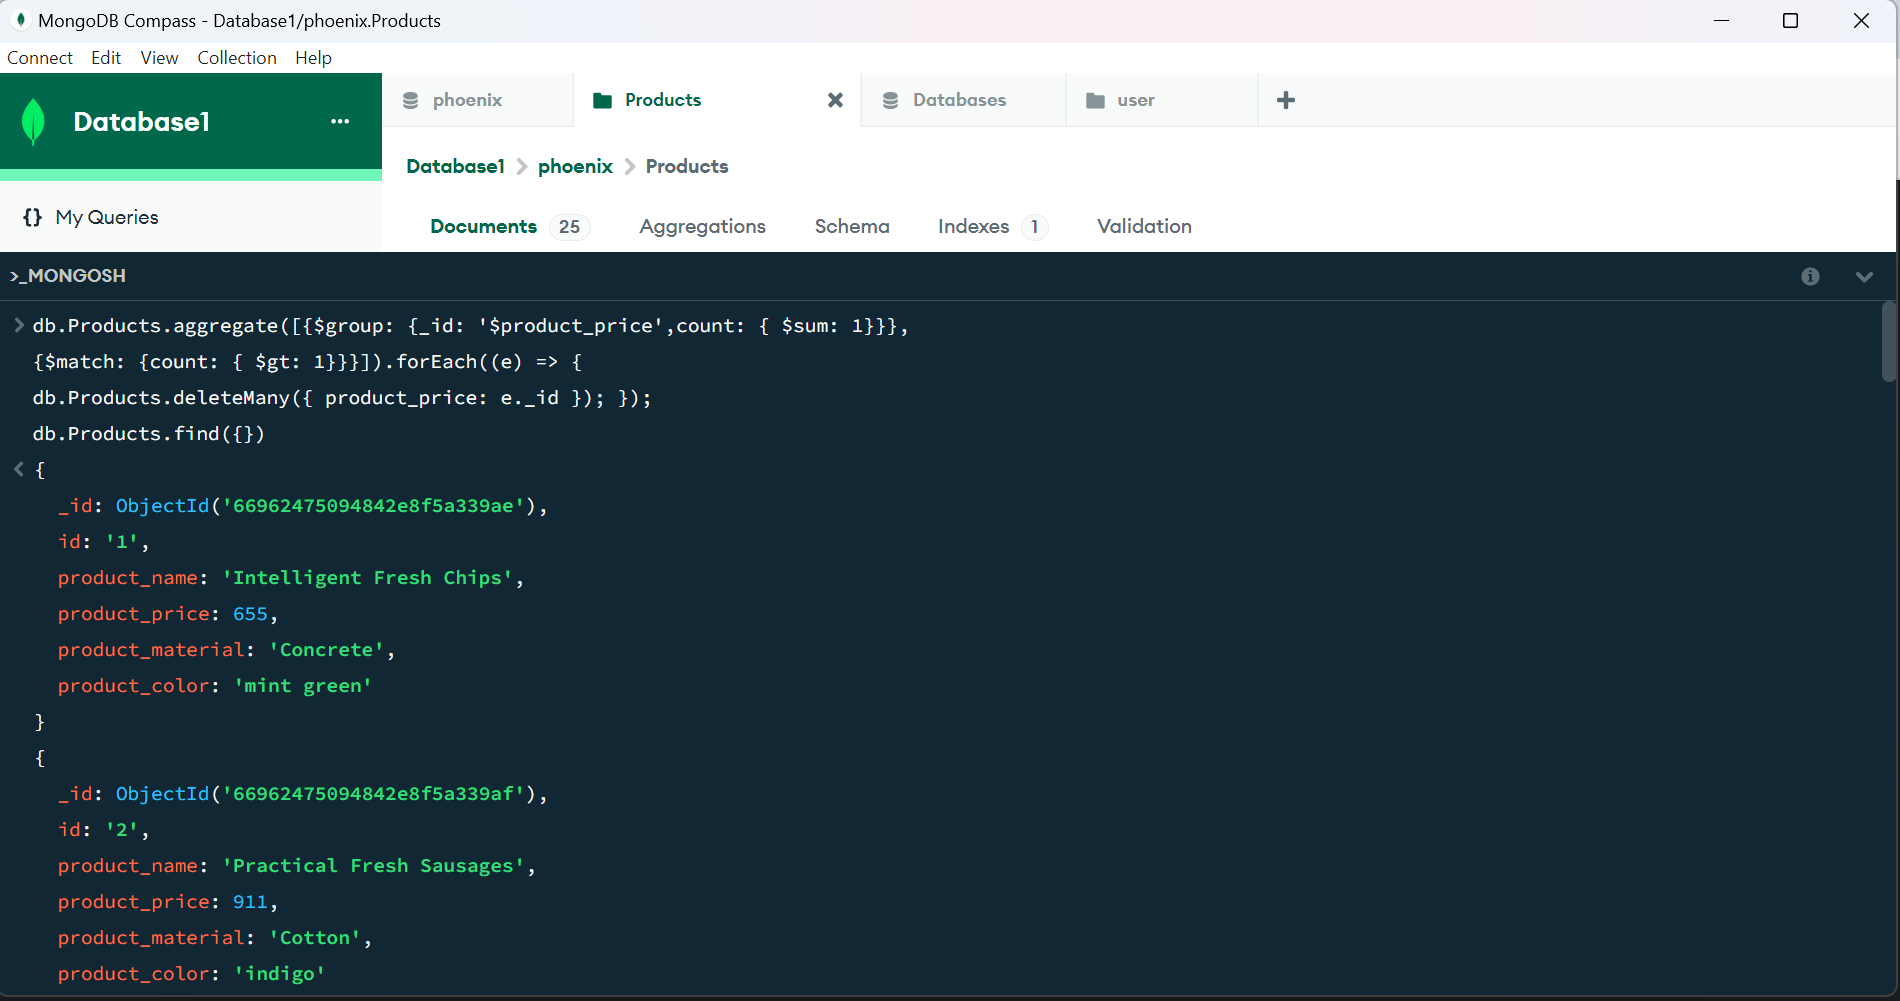 MongoDB Compass - Database1/phoenix.Products
Connect Edit View Collection Help
Database1 ...
phoenix Products Databases user
Database1 > phoenix > Products
{} My Queries
Documents 25 Aggregations Schema Indexes 1 Validation
>_MONGOSH
> db.Products.aggregate([{$group: {_id: '$product_price',count: { $sum: 1}}},
{$match: {count: { $gt: 1}}}]).forEach((e) => {
db.Products.deleteMany({ product_price: e._id }); });
db.Products.find({})
< {
_id: ObjectId('66962475094842e8f5a339ae'),
id: '1',
product_name: 'Intelligent Fresh Chips',
product_price: 655,
product_material: 'Concrete',
product_color: 'mint green'
}
{
_id: ObjectId('66962475094842e8f5a339af'),
id: '2',
product_name: 'Practical Fresh Sausages',
product_price: 911,
product_material: 'Cotton',
product_color: 'indigo'